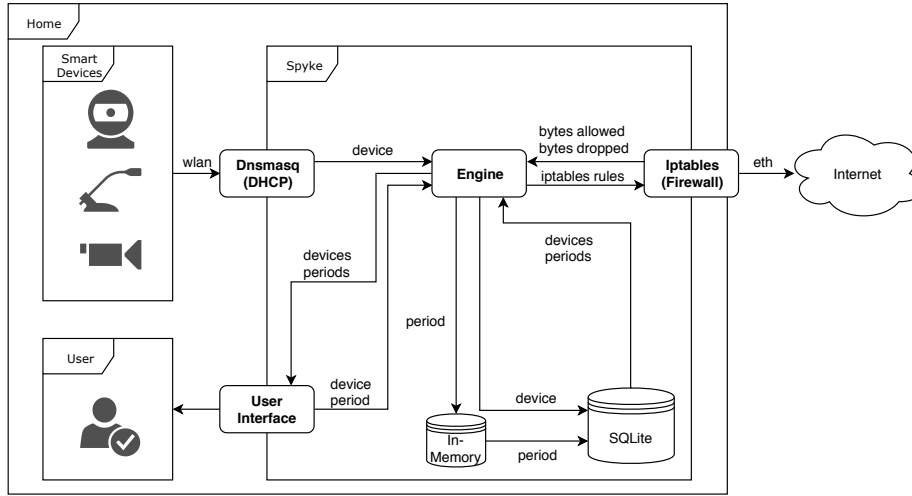 Home
Smart
Devices
Spyke
wlan
Dnsmasq
(DHCP)
device
Engine
bytes allowed
bytes dropped
iptables rules
Iptables
(Firewall)
eth
Internet
devices
periods
devices
periods
period
User
User
Interface
device
period
device
In-
Memory
period
SQLite